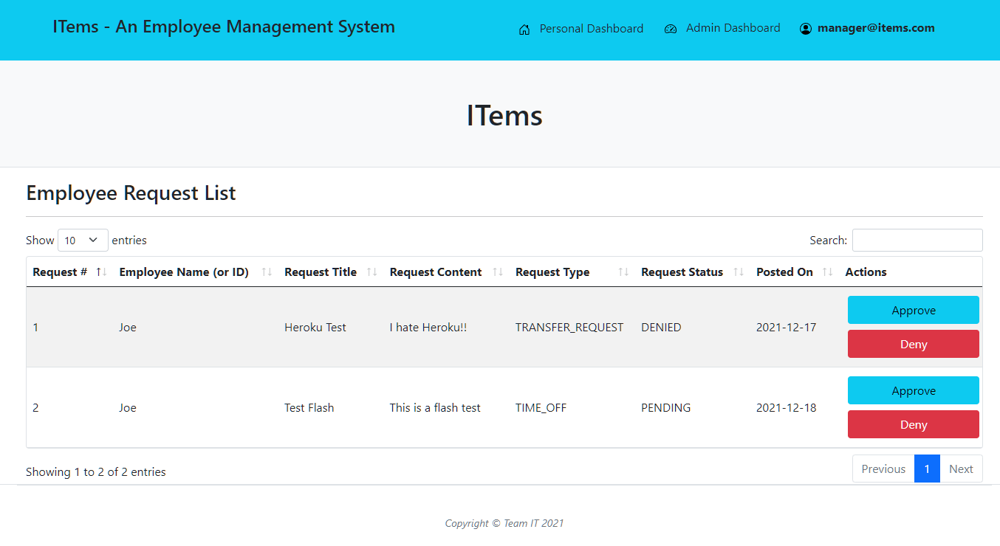 ITems - An Employee Management System Personal Dashboard Admin Dashboard manager@items.com
ITems
Employee Request List
Show 10 entries Search:
Request # Employee Name (or ID) Request Title Request Content Request Type Request Status Posted On Actions
1 Joe Heroku Test I hate Heroku!! TRANSFER_REQUEST DENIED 2021-12-17 Approve
Deny
2 Joe Test Flash This is a flash test TIME_OFF PENDING 2021-12-18 Approve
Deny
Showing 1 to 2 of 2 entries Previous 1 Next
Copyright © Team IT 2021